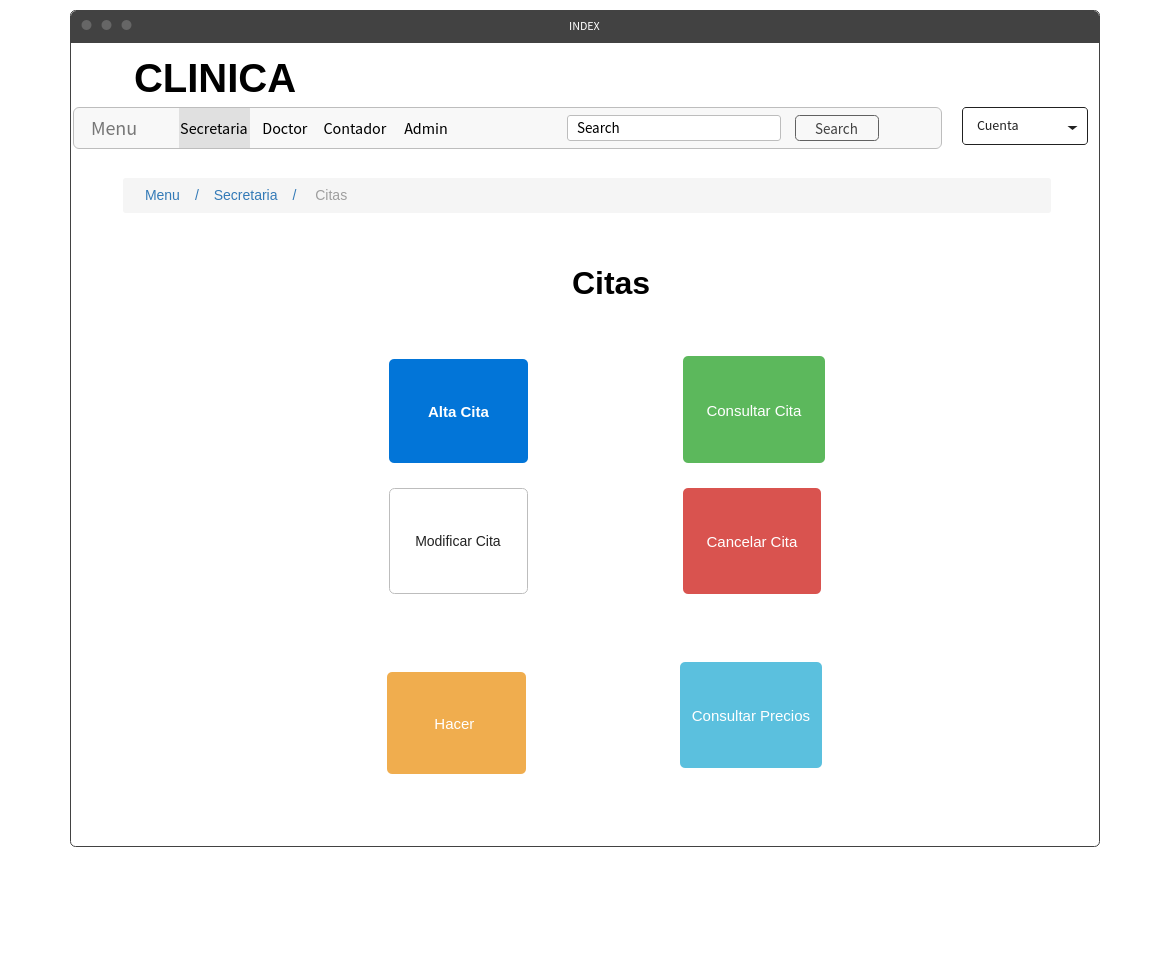 INDEX
CLINICA
Menu Secretaria Doctor Contador Admin Search Search Cuenta
Menu / Secretaria / Citas
Citas
Alta Cita Consultar Cita
Modificar Cita Cancelar Cita
Hacer Consultar Precios